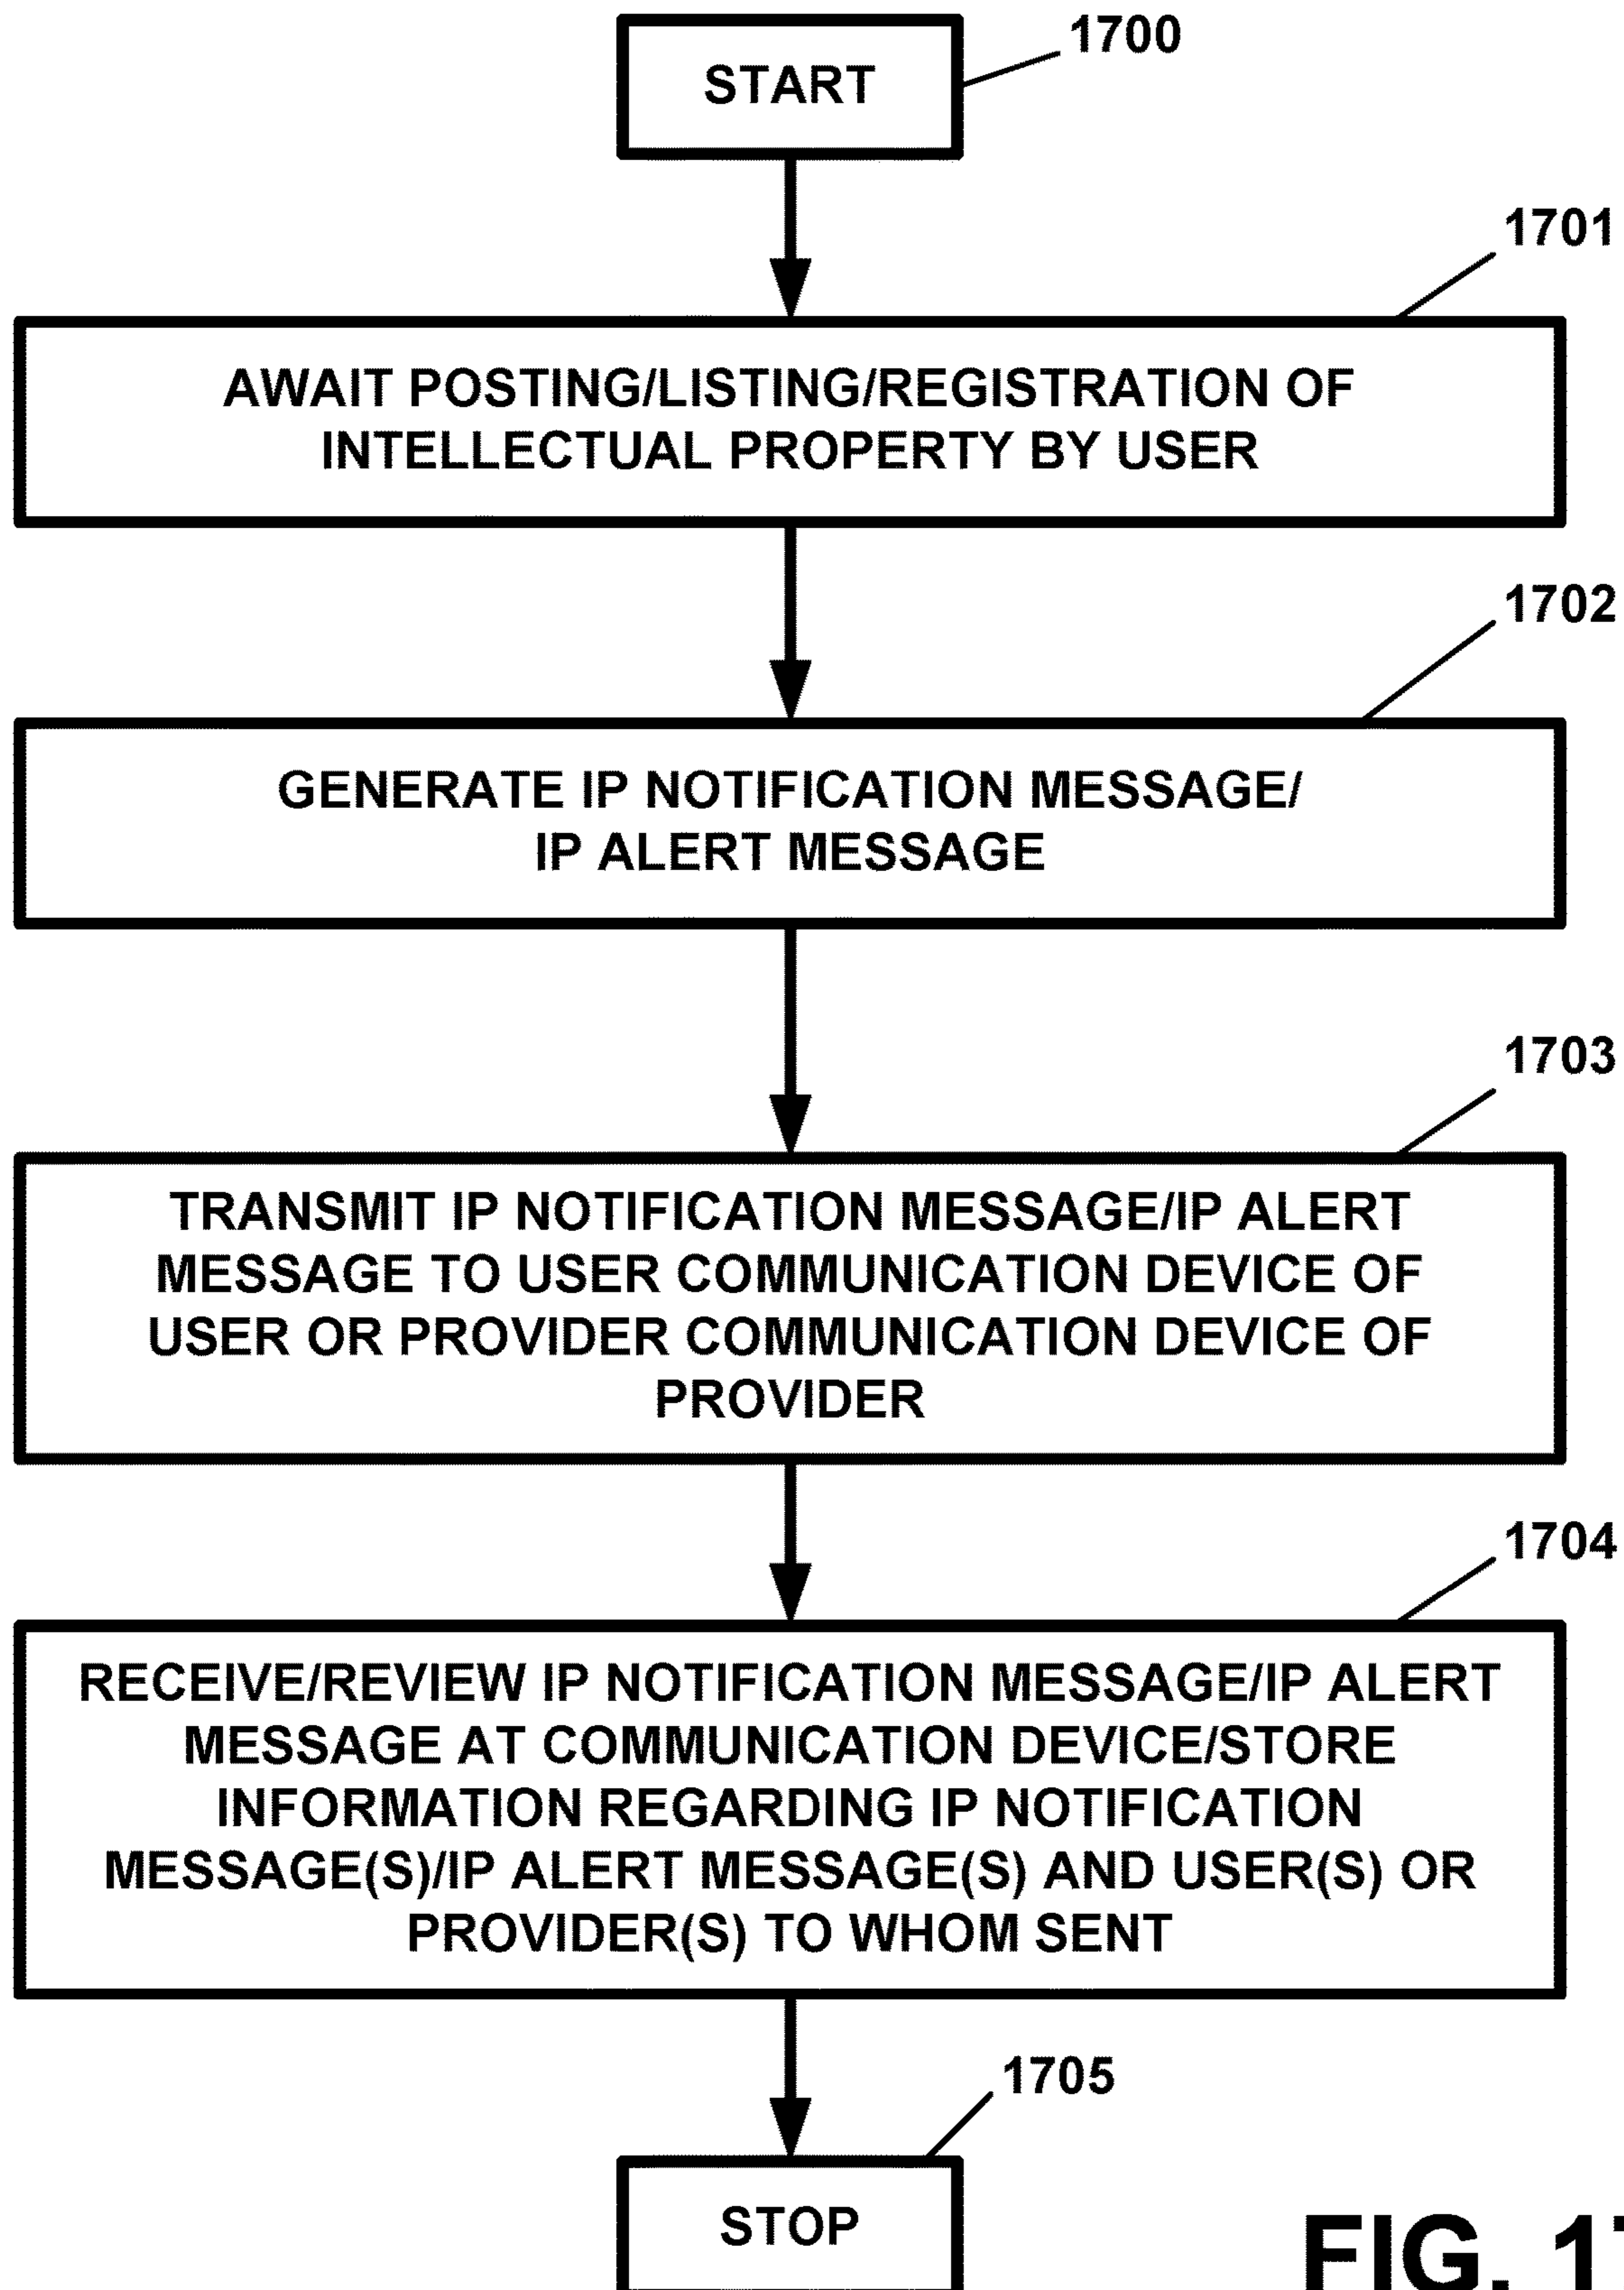 START
1700
1701
AWAIT POSTING/LISTING/REGISTRATION OF
INTELLECTUAL PROPERTY BY USER
1702
GENERATE IP NOTIFICATION MESSAGE/
IP ALERT MESSAGE
1703
TRANSMIT IP NOTIFICATION MESSAGE/IP ALERT
MESSAGE TO USER COMMUNICATION DEVICE OF
USER OR PROVIDER COMMUNICATION DEVICE OF
PROVIDER
1704
RECEIVE/REVIEW IP NOTIFICATION MESSAGE/IP ALERT
MESSAGE AT COMMUNICATION DEVICE/STORE
INFORMATION REGARDING IP NOTIFICATION
MESSAGE(S)/IP ALERT MESSAGE(S) AND USER(S) OR
PROVIDER(S) TO WHOM SENT
1705
STOP
FIG. 17